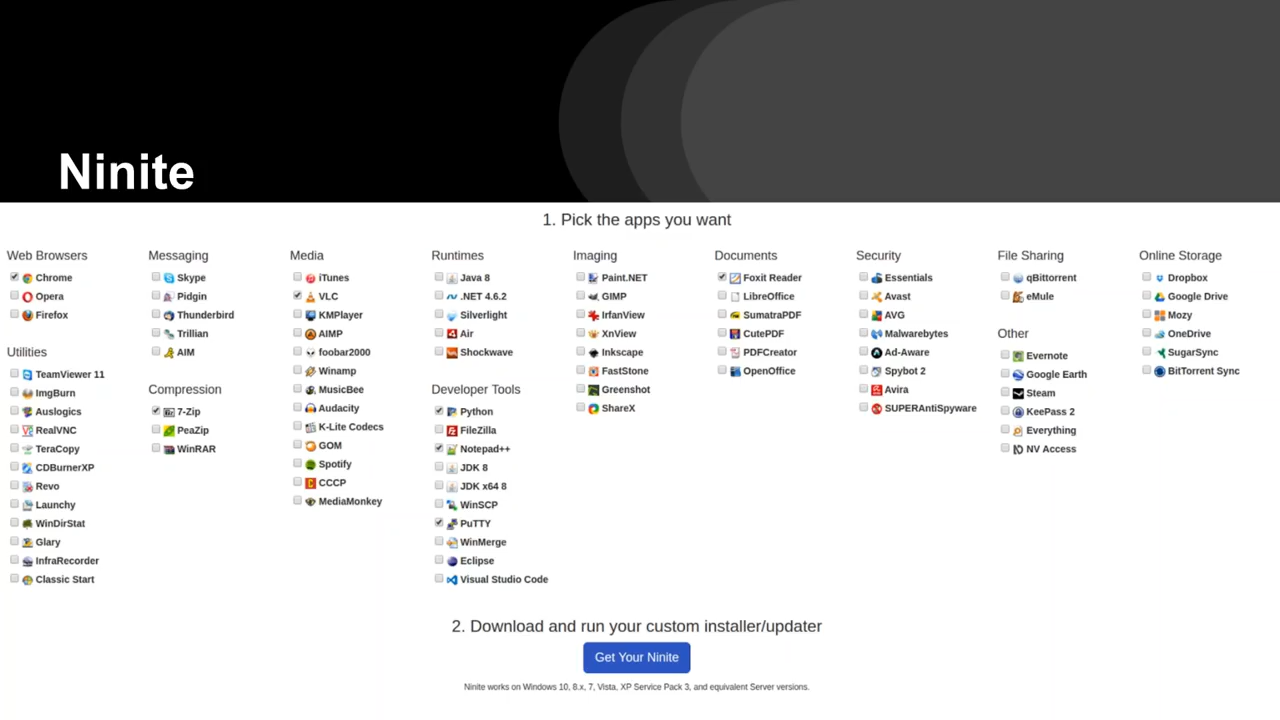 Ninite
1. Pick the apps you want
Web Browsers
Chrome
Opera
Firefox
Utilities
TeamViewer 11
ImgBurn
Auslogics
RealVNC
TeraCopy
CDBurnerXP
Revo
Launchy
WinDirStat
Glary
InfraRecorder
Classic Start
Messaging
Skype
Pidgin
Thunderbird
Trillian
AIM
Compression
7-Zip
PeaZip
WinRAR
Media
iTunes
VLC
KMPlayer
AIMP
foobar2000
Winamp
MusicBee
Audacity
K-Lite Codecs
GOM
Spotify
CCCP
MediaMonkey
Runtimes
Java 8
.NET 4.6.2
Silverlight
Air
Shockwave
Developer Tools
Python
FileZilla
Notepad++
JDK 8
JDK x64 8
WinSCP
PuTTY
WinMerge
Eclipse
Visual Studio Code
Imaging
Paint.NET
GIMP
IrfanView
XnView
Inkscape
FastStone
Greenshot
ShareX
Documents
Foxit Reader
LibreOffice
SumatraPDF
CutePDF
PDFCreator
OpenOffice
Security
Essentials
Avast
AVG
Malwarebytes
Ad-Aware
Spybot 2
Avira
SUPERAntiSpyware
File Sharing
qBittorrent
eMule
Other
Evernote
Google Earth
Steam
KeePass 2
Everything
NV Access
Online Storage
Dropbox
Google Drive
Mozy
OneDrive
SugarSync
BitTorrent Sync
2. Download and run your custom installer/updater
Get Your Ninite
Ninite works on Windows 10, 8.x, 7, Vista, XP Service Pack 3, and equivalent Server versions.